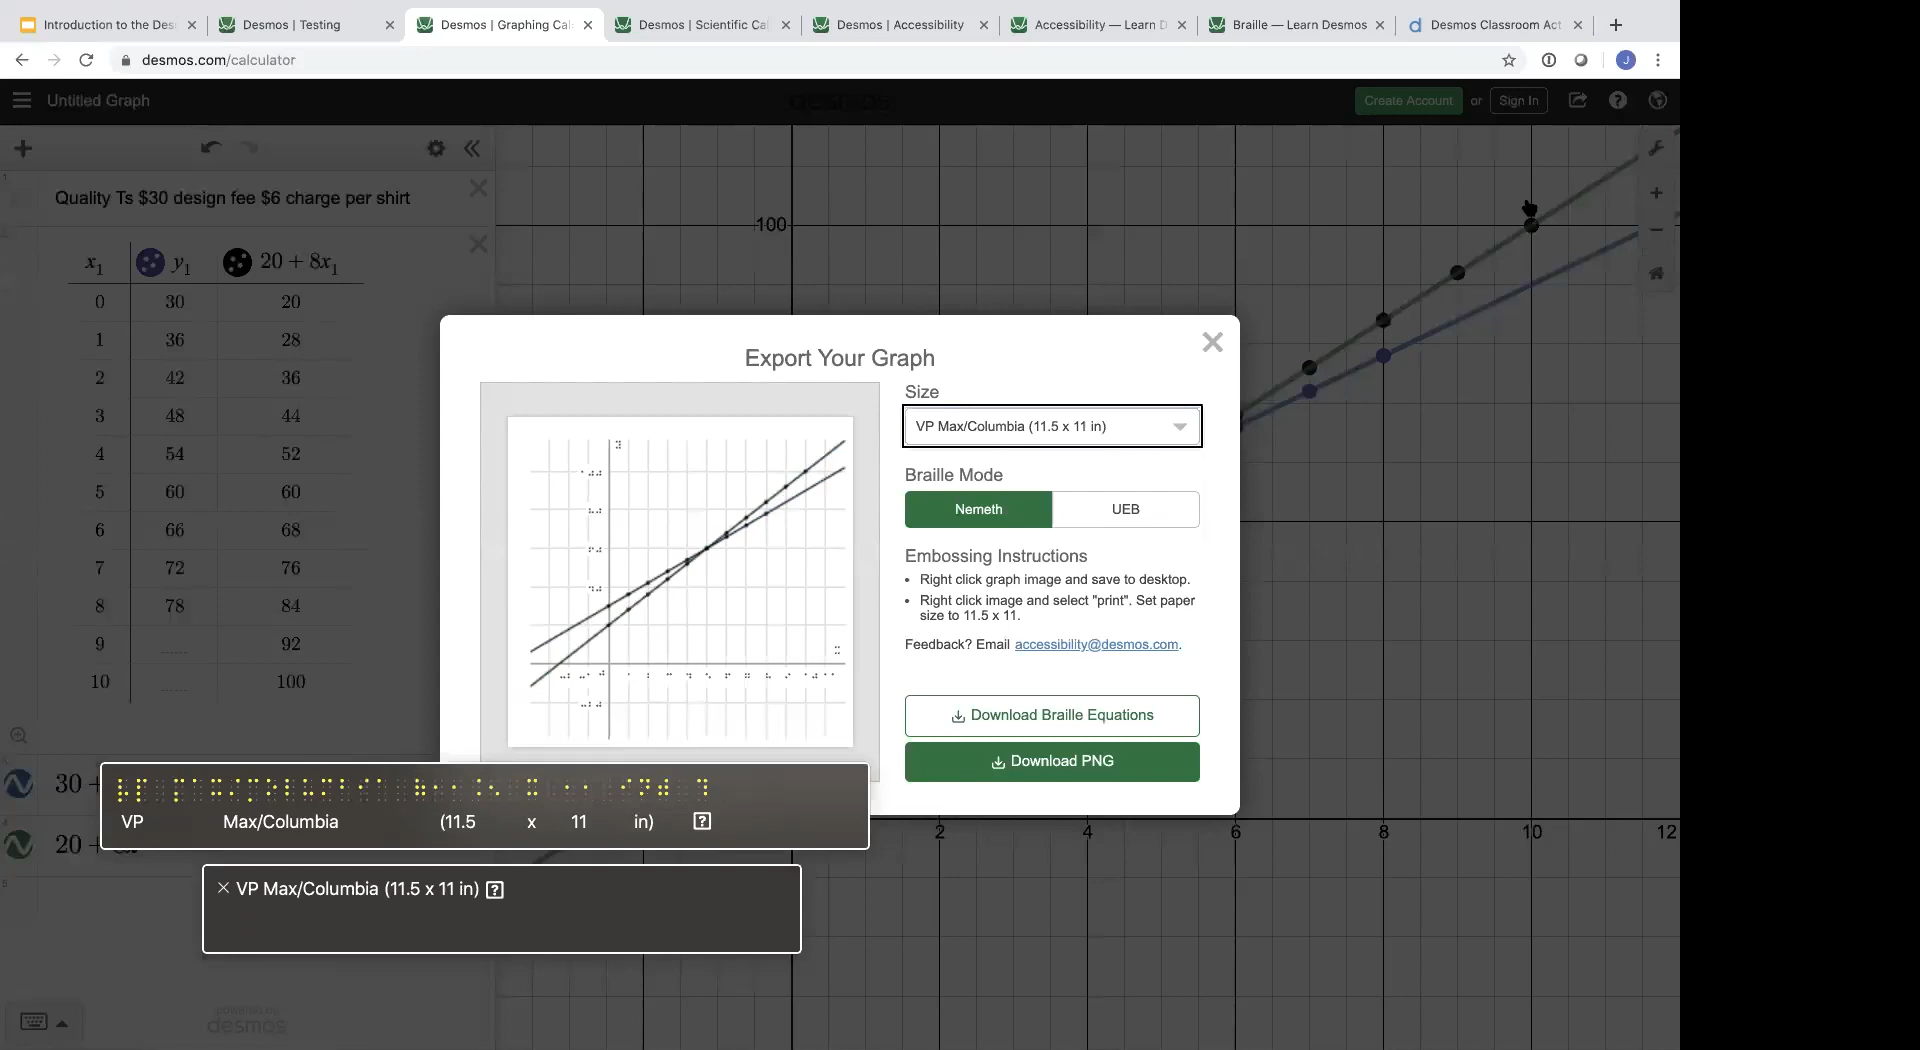 Introduction to the Des
Desmos | Testing
Desmos | Graphing Cal
Desmos | Scientific Cal
Desmos | Accessibility
Accessibility — Learn D
Braille — Learn Desmos
Desmos Classroom Act
desmos.com/calculator
J
Untitled Graph
Create Account or Sign In
1
Quality Ts $30 design fee $6 charge per shirt
x₁ y₁ 20 + 8x₁
0 30 20
1 36 28
2 42 36
3 48 44
4 54 52
5 60 60
6 66 68
7 72 76
8 78 84
9 92
10 100
30 +
20 +
5
powered by
desmos
100
2 4 6 8 10 12
Export Your Graph
Size
VP Max/Columbia (11.5 x 11 in)
Braille Mode
Nemeth UEB
Embossing Instructions
• Right click graph image and save to desktop.
• Right click image and select "print". Set paper
size to 11.5 x 11.
Feedback? Email accessibility@desmos.com.
Download Braille Equations
Download PNG
VP Max/Columbia (11.5 x 11 in) ?
× VP Max/Columbia (11.5 x 11 in) ?